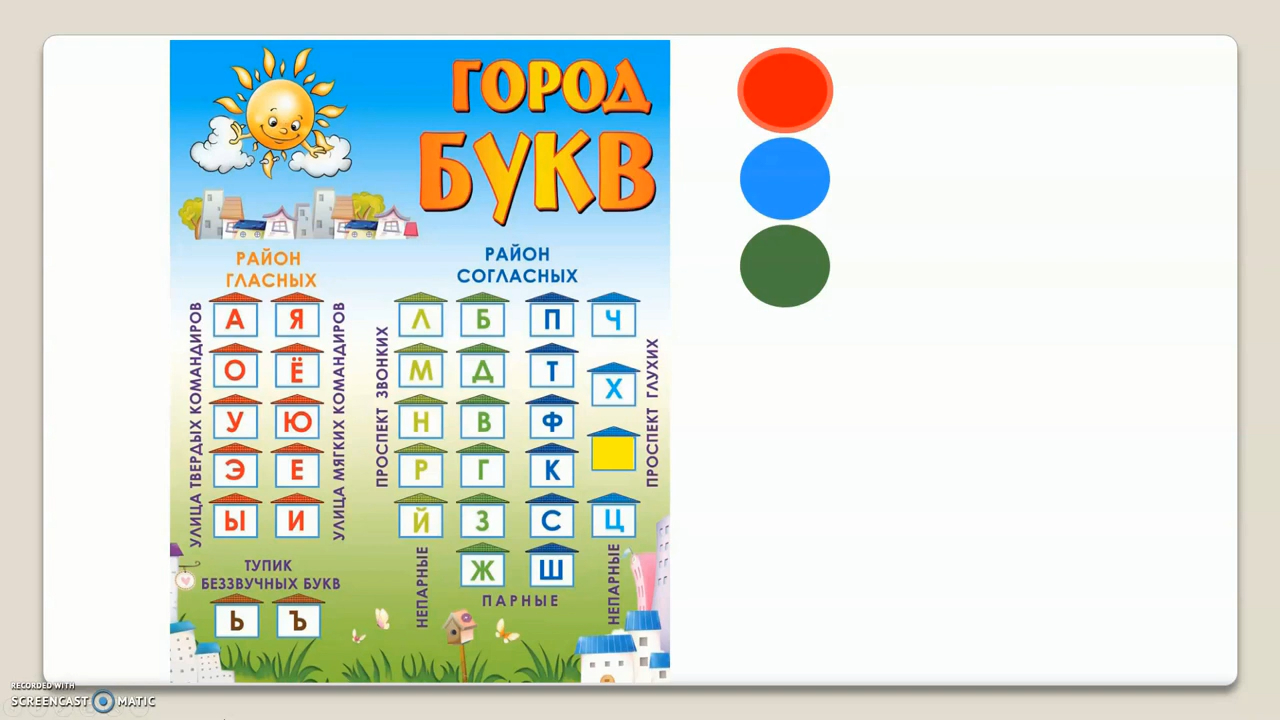 ГОРОД
БУКВ
РАЙОН
ГЛАСНЫХ
РАЙОН
СОГЛАСНЫХ
УЛИЦА ТВЕРДЫХ КОМАНДИРОВ
А Я
О Ё
У Ю
Э Е
Ы И
УЛИЦА МЯГКИХ КОМАНДИРОВ
ПРОСПЕКТ ЗВОНКИХ
Л Б П Ч
М Д Т Х
Н В Ф
Р Г К
Й З С Ц
Ж Ш
ПРОСПЕКТ ГЛУХИХ
НЕПАРНЫЕ
ПАРНЫЕ
НЕПАРНЫЕ
ТУПИК
БЕЗЗВУЧНЫХ БУКВ
Ь Ъ
RECORDED WITH
SCREENCAST MATIC